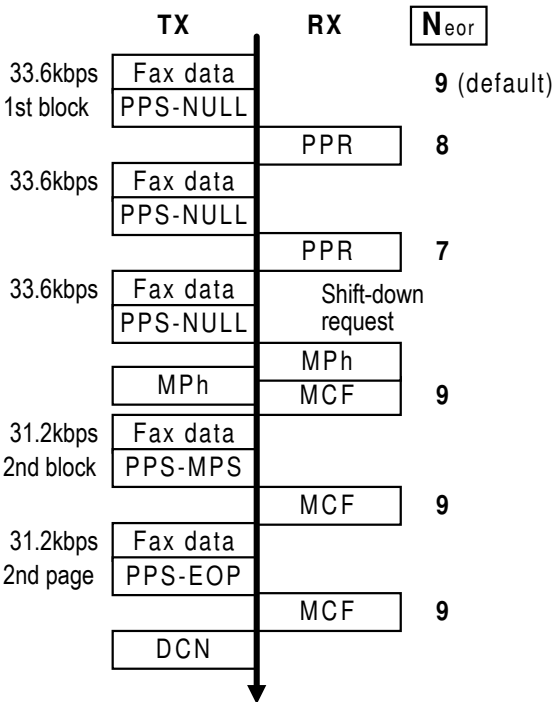 TX RX Neor
33.6kbps Fax data 9 (default)
1st block PPS-NULL
PPR 8
33.6kbps Fax data
PPS-NULL
PPR 7
33.6kbps Fax data Shift-down
PPS-NULL request
MPh
MPh
MCF 9
31.2kbps Fax data
2nd block PPS-MPS
MCF 9
31.2kbps Fax data
2nd page PPS-EOP
MCF 9
DCN